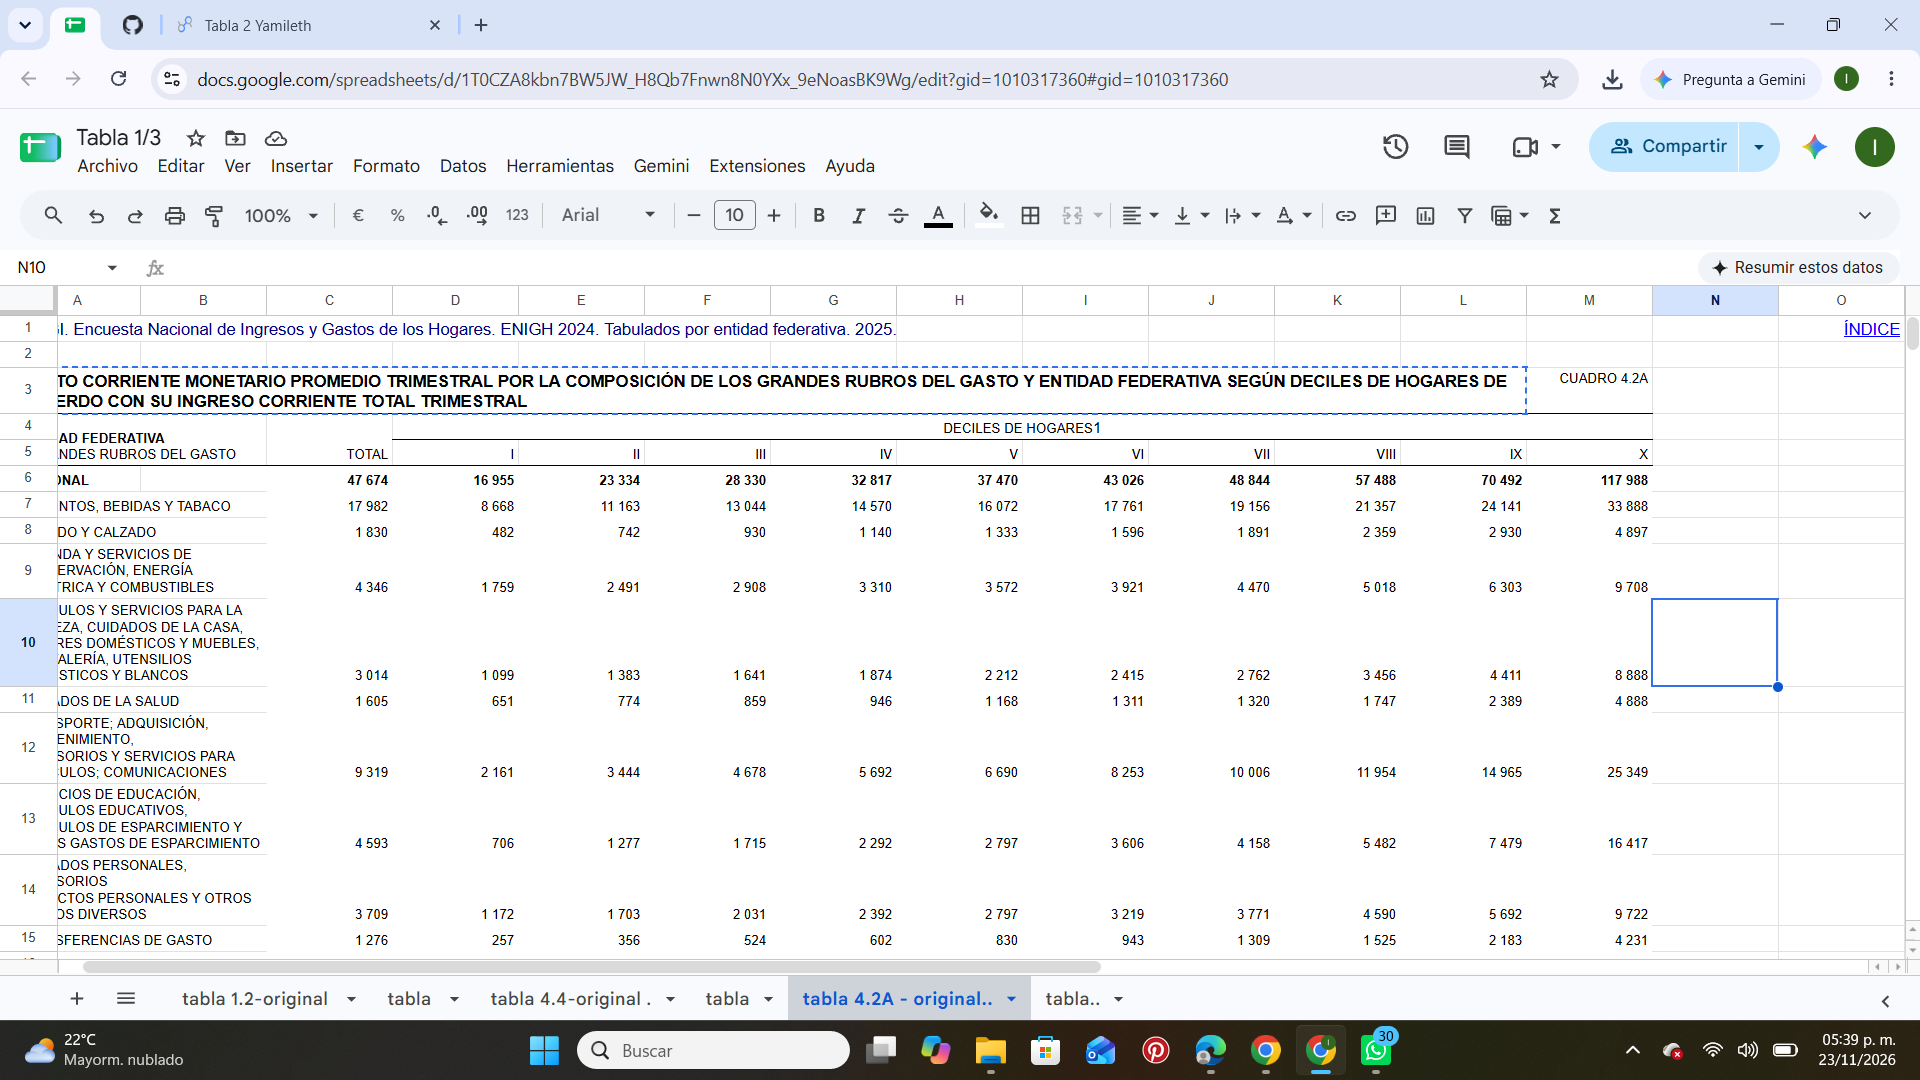 Tabla 2 Yamileth
docs.google.com/spreadsheets/d/1T0CZA8kbn7BW5JW_H8Qb7Fnwn8N0YXx_9eNoasBK9Wg/edit?gid=1010317360#gid=1010317360
Pregunta a Gemini
I
Tabla 1/3
Archivo Editar Ver Insertar Formato Datos Herramientas Gemini Extensiones Ayuda
Compartir
I
100% € % .0 .00 123 Arial 10 B I A Σ
N10
fx
Resumir estos datos
A B C D E F G H I J K L M N O
1 I. Encuesta Nacional de Ingresos y Gastos de los Hogares. ENIGH 2024. Tabulados por entidad federativa. 2025. ÍNDICE
2
3 TO CORRIENTE MONETARIO PROMEDIO TRIMESTRAL POR LA COMPOSICIÓN DE LOS GRANDES RUBROS DEL GASTO Y ENTIDAD FEDERATIVA SEGÚN DECILES DE HOGARES DE CUADRO 4.2A
ERDO CON SU INGRESO CORRIENTE TOTAL TRIMESTRAL
4 DECILES DE HOGARES1
AD FEDERATIVA
5 NDES RUBROS DEL GASTO TOTAL I II III IV V VI VII VIII IX X
6 ONAL 47 674 16 955 23 334 28 330 32 817 37 470 43 026 48 844 57 488 70 492 117 988
7 NTOS, BEBIDAS Y TABACO 17 982 8 668 11 163 13 044 14 570 16 072 17 761 19 156 21 357 24 141 33 888
8 DO Y CALZADO 1 830 482 742 930 1 140 1 333 1 596 1 891 2 359 2 930 4 897
NDA Y SERVICIOS DE
9 ERVACIÓN, ENERGÍA
TRICA Y COMBUSTIBLES 4 346 1 759 2 491 2 908 3 310 3 572 3 921 4 470 5 018 6 303 9 708
ULOS Y SERVICIOS PARA LA
EZA, CUIDADOS DE LA CASA,
10 RES DOMÉSTICOS Y MUEBLES,
ALERÍA, UTENSILIOS
STICOS Y BLANCOS 3 014 1 099 1 383 1 641 1 874 2 212 2 415 2 762 3 456 4 411 8 888
11 ADOS DE LA SALUD 1 605 651 774 859 946 1 168 1 311 1 320 1 747 2 389 4 888
SPORTE; ADQUISICIÓN,
12 ENIMIENTO,
SORIOS Y SERVICIOS PARA
ULOS; COMUNICACIONES 9 319 2 161 3 444 4 678 5 692 6 690 8 253 10 006 11 954 14 965 25 349
CIOS DE EDUCACIÓN,
13 ULOS EDUCATIVOS,
ULOS DE ESPARCIMIENTO Y
S GASTOS DE ESPARCIMIENTO 4 593 706 1 277 1 715 2 292 2 797 3 606 4 158 5 482 7 479 16 417
ADOS PERSONALES,
14 SORIOS
CTOS PERSONALES Y OTROS
OS DIVERSOS 3 709 1 172 1 703 2 031 2 392 2 797 3 219 3 771 4 590 5 692 9 722
15 SFERENCIAS DE GASTO 1 276 257 356 524 602 830 943 1 309 1 525 2 183 4 231
tabla 1.2-original tabla tabla 4.4-original . tabla tabla 4.2A - original.. tabla..
22°C
Mayorm. nublado
Buscar
30
05:39 p. m.
23/11/2026